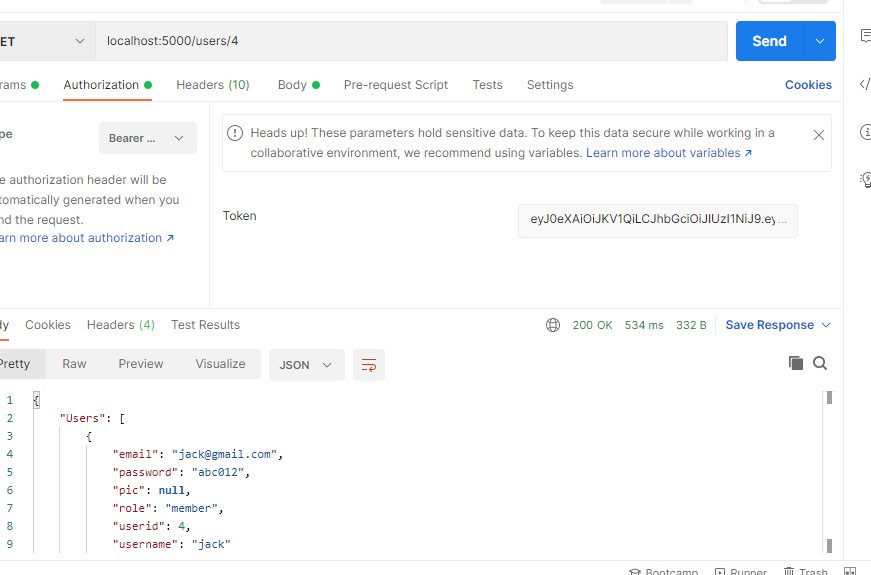 ET localhost:5000/users/4 Send
rams Authorization Headers (10) Body Pre-request Script Tests Settings Cookies
pe Bearer ... Heads up! These parameters hold sensitive data. To keep this data secure while working in a
collaborative environment, we recommend using variables. Learn more about variables ↗
e authorization header will be
tomatically generated when you
nd the request.
arn more about authorization ↗
Token eyJ0eXAiOiJKV1QiLCJhbGciOiJIUzI1NiJ9.ey...
dy Cookies Headers (4) Test Results 200 OK 534 ms 332 B Save Response
Pretty Raw Preview Visualize JSON
1 {
2 "Users": [
3 {
4 "email": "jack@gmail.com",
5 "password": "abc012",
6 "pic": null,
7 "role": "member",
8 "userid": 4,
9 "username": "jack"
Bootcamp Runner Trash